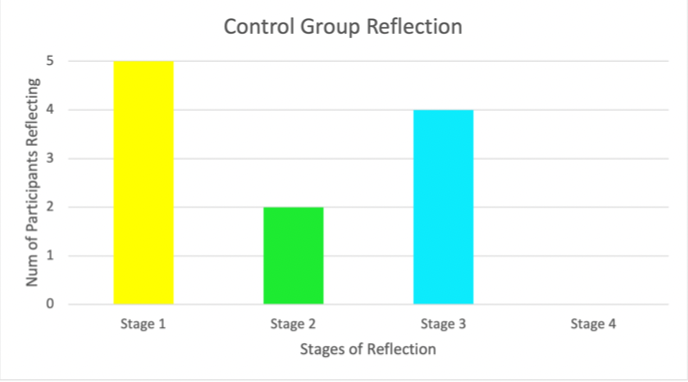 Control Group Reflection
Num of Participants Reflecting
5
4
3
2
1
0
Stage 1 Stage 2 Stage 3 Stage 4
Stages of Reflection